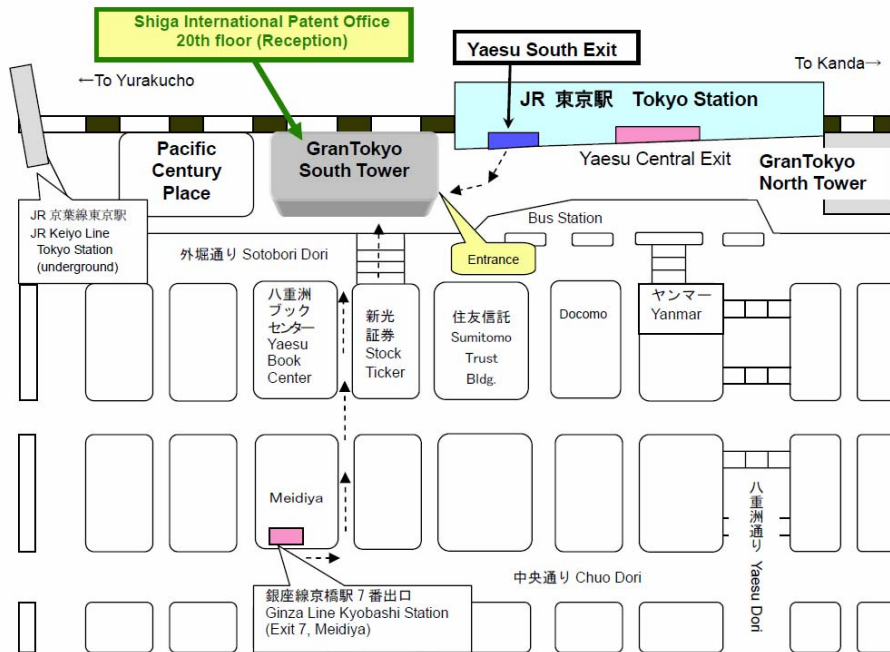 Shiga International Patent Office
20th floor (Reception)
Yaesu South Exit
←To Yurakucho
To Kanda→
JR 東京駅 Tokyo Station
Pacific
Century
Place
GranTokyo
South Tower
Yaesu Central Exit
GranTokyo
North Tower
JR 京葉線東京駅
JR Keiyo Line
Tokyo Station
(underground)
Bus Station
外堀通り Sotobori Dori
Entrance
八重洲
ブック
センター
Yaesu
Book
Center
新光
証券
Stock
Ticker
住友信託
Sumitomo
Trust
Bldg.
Docomo
ヤンマー
Yanmar
Meidiya
八重洲通り Yaesu Dori
中央通り Chuo Dori
銀座線京橋駅７番出口
Ginza Line Kyobashi Station
(Exit 7, Meidiya)